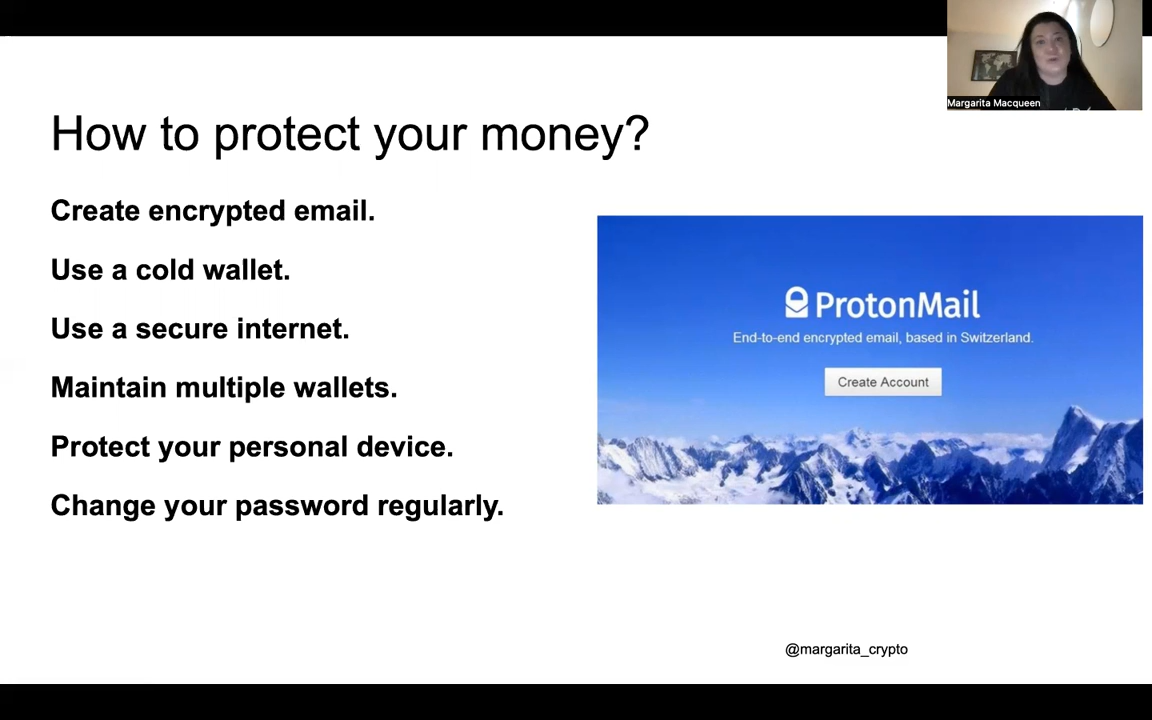 Margarita Macqueen
How to protect your money?
Create encrypted email.
Use a cold wallet.
Use a secure internet.
Maintain multiple wallets.
Protect your personal device.
Change your password regularly.
ProtonMail
End-to-end encrypted email, based in Switzerland.
Create Account
@margarita_crypto